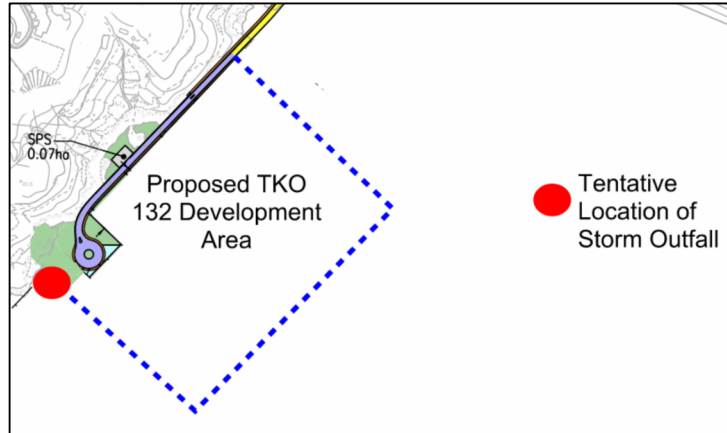 SPS
0.07ha
Proposed TKO
132 Development
Area
Tentative
Location of
Storm Outfall